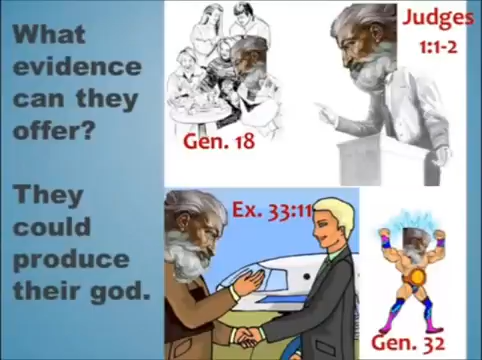 What
evidence
can they
offer?
They
could
produce
their god.
Gen. 18
Judges
1:1-2
Ex. 33:11
Gen. 32